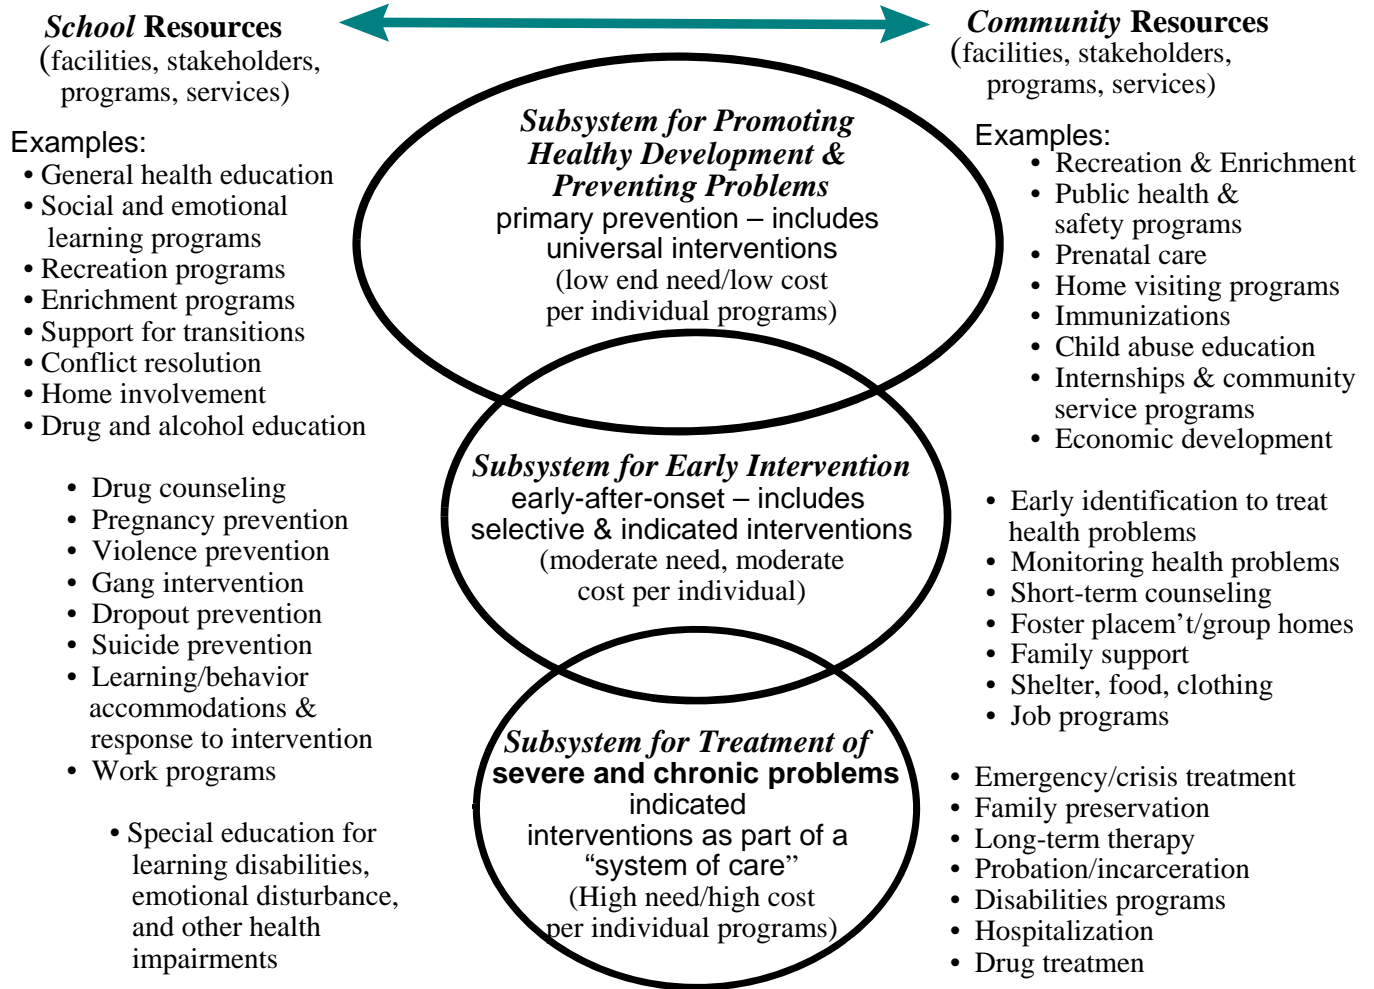 School Resources
(facilities, stakeholders,
programs, services)
Examples:
• General health education
• Social and emotional
learning programs
• Recreation programs
• Enrichment programs
• Support for transitions
• Conflict resolution
• Home involvement
• Drug and alcohol education
• Drug counseling
• Pregnancy prevention
• Violence prevention
• Gang intervention
• Dropout prevention
• Suicide prevention
• Learning/behavior
accommodations &
response to intervention
• Work programs
• Special education for
learning disabilities,
emotional disturbance,
and other health
impairments
Subsystem for Promoting
Healthy Development &
Preventing Problems
primary prevention – includes
universal interventions
(low end need/low cost
per individual programs)
Subsystem for Early Intervention
early-after-onset – includes
selective & indicated interventions
(moderate need, moderate
cost per individual)
Subsystem for Treatment of
severe and chronic problems
indicated
interventions as part of a
“system of care”
(High need/high cost
per individual programs)
Community Resources
(facilities, stakeholders,
programs, services)
Examples:
• Recreation & Enrichment
• Public health &
safety programs
• Prenatal care
• Home visiting programs
• Immunizations
• Child abuse education
• Internships & community
service programs
• Economic development
• Early identification to treat
health problems
• Monitoring health problems
• Short-term counseling
• Foster placem’t/group homes
• Family support
• Shelter, food, clothing
• Job programs
• Emergency/crisis treatment
• Family preservation
• Long-term therapy
• Probation/incarceration
• Disabilities programs
• Hospitalization
• Drug treatmen